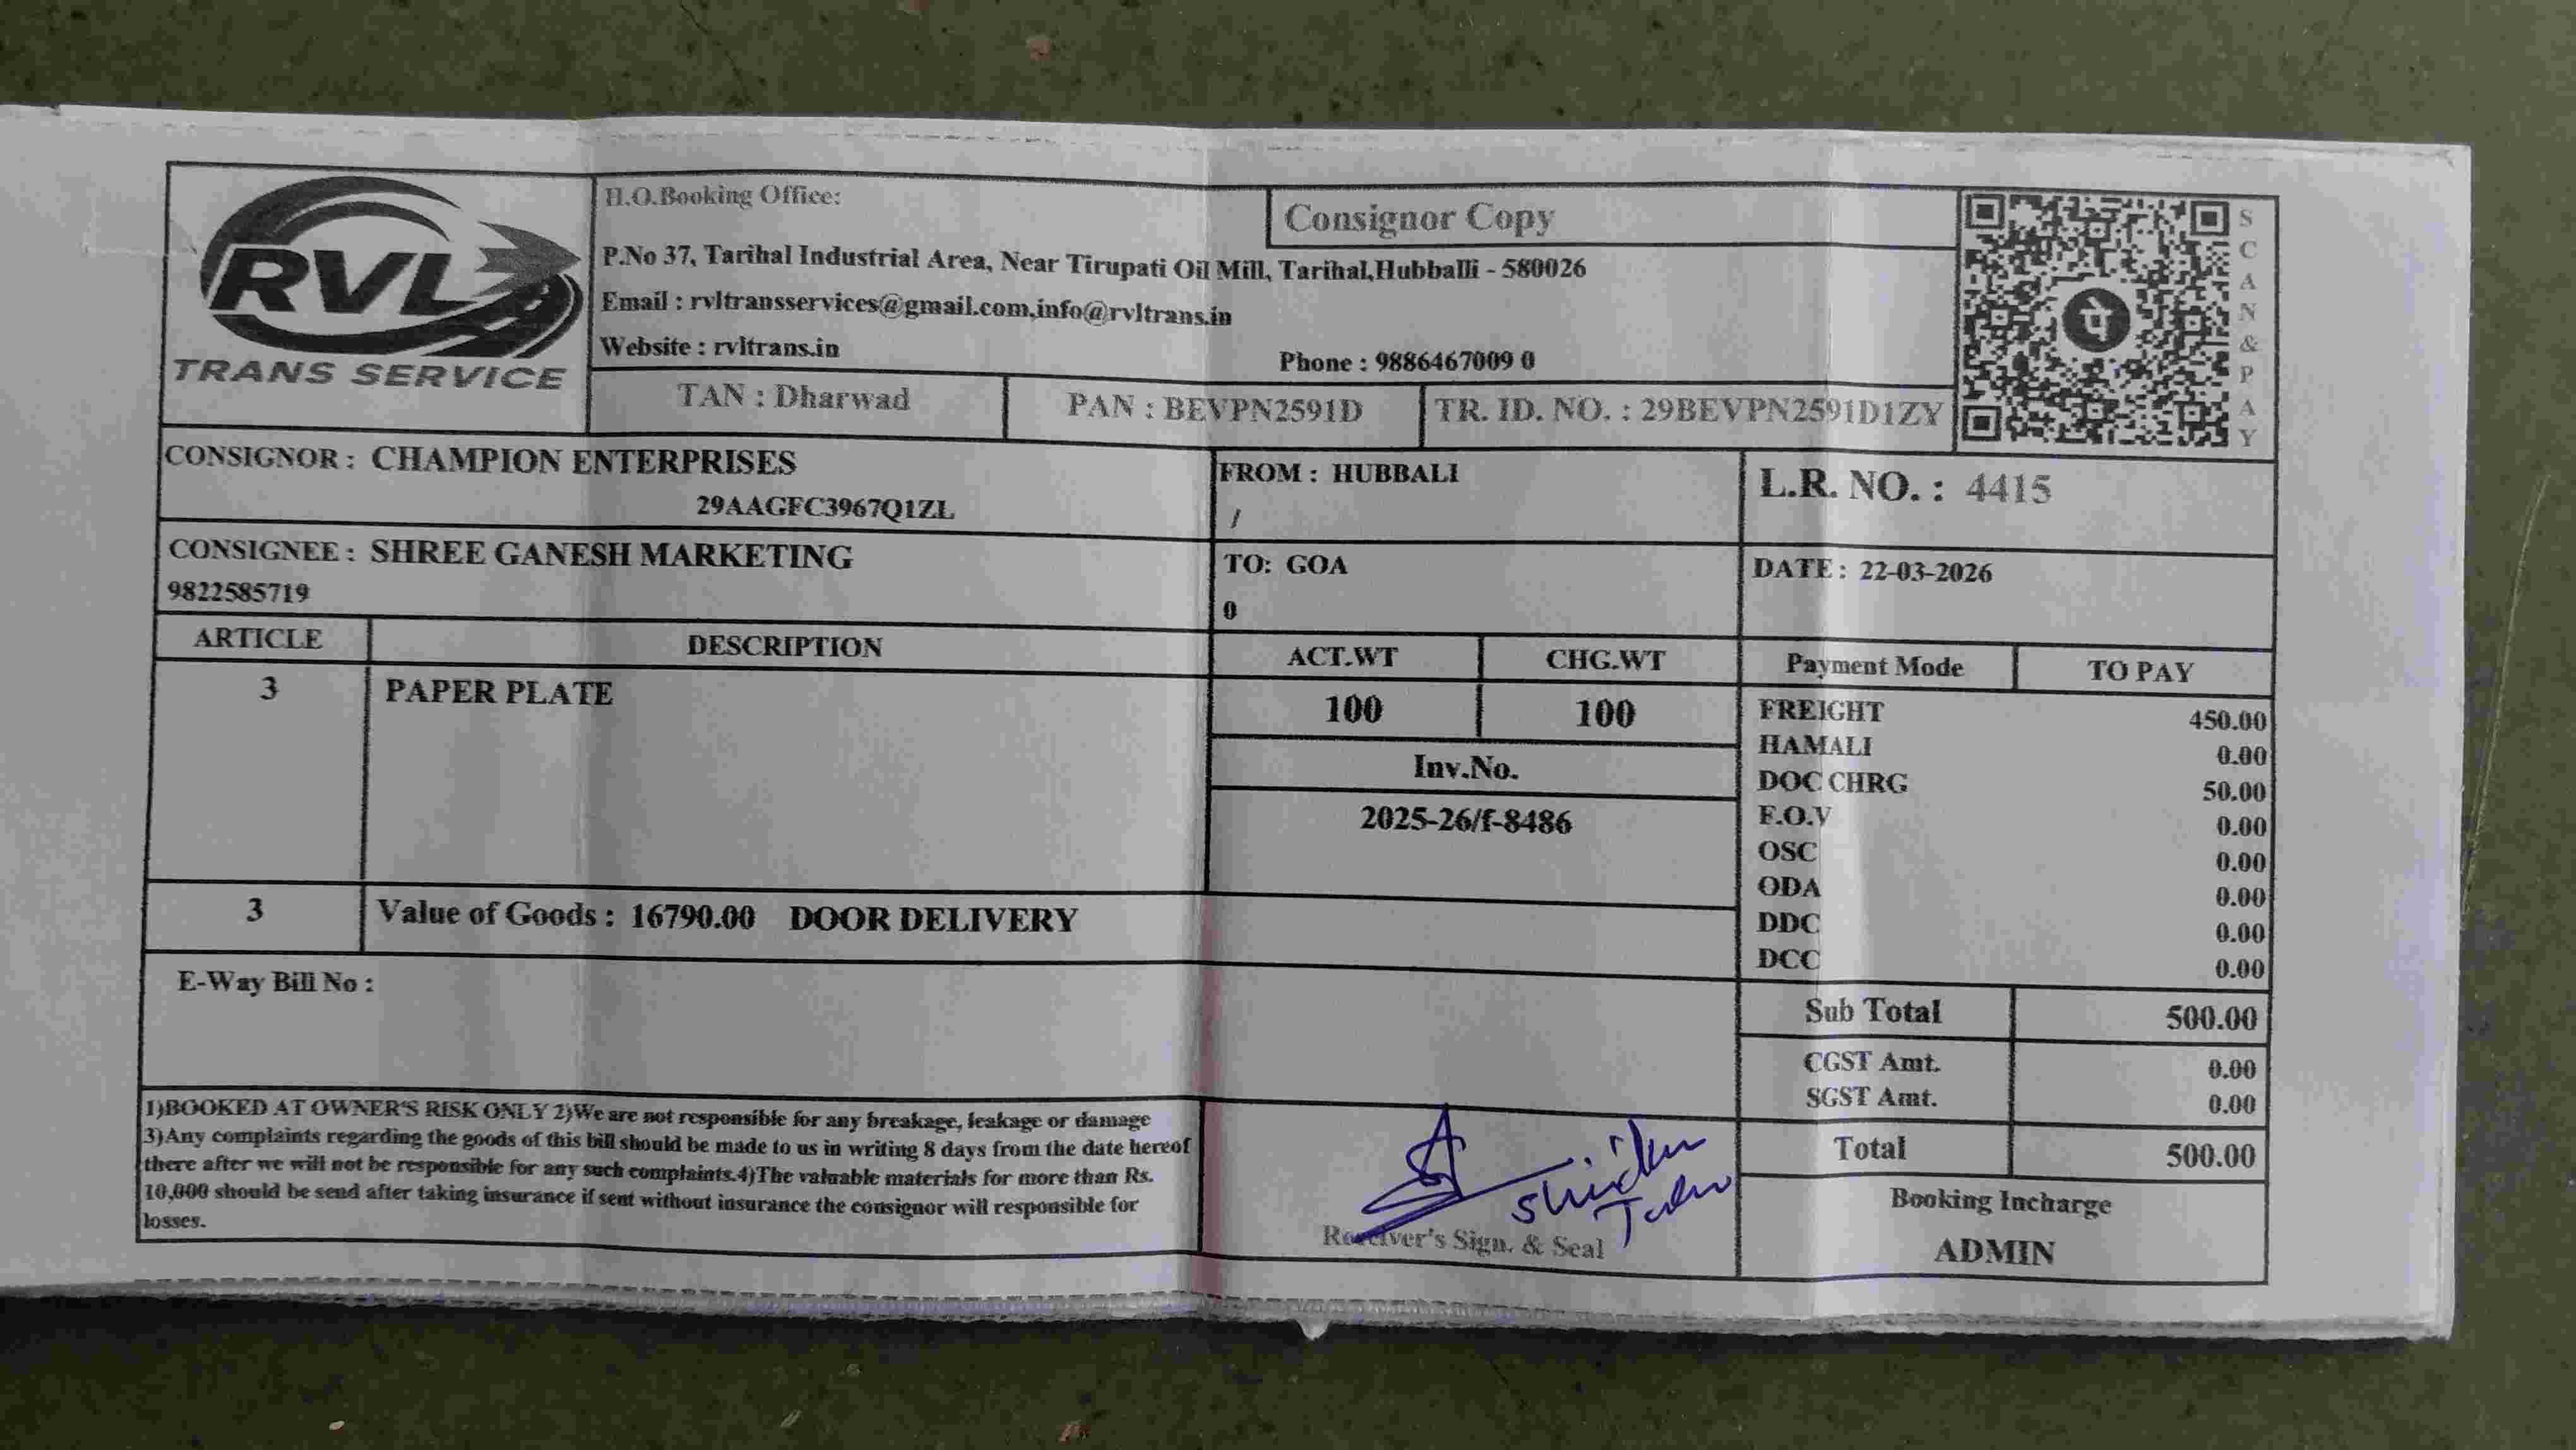 RVL
TRANS SERVICE
H.O.Booking Office:
Consignor Copy
P.No 37, Tarihal Industrial Area, Near Tirupati Oil Mill, Tarihal,Hubballi - 580026
Email : rvltransservices@gmail.com,info@rvltrans.in
Website : rvltrans.in
Phone : 9886467009 0
TAN : Dharwad
PAN : BEVPN2591D
TR. ID. NO. : 29BEVPN2591D1ZY
पे
SCAN&PAY
CONSIGNOR : CHAMPION ENTERPRISES
29AAGFC3967Q1ZL
FROM : HUBBALI
/
L.R. NO. : 4415
CONSIGNEE : SHREE GANESH MARKETING
9822585719
TO: GOA
0
DATE : 22-03-2026
ARTICLE DESCRIPTION ACT.WT CHG.WT Payment Mode TO PAY
3 PAPER PLATE 100 100
Inv.No.
2025-26/f-8486
FREIGHT 450.00
HAMALI 0.00
DOC CHRG 50.00
F.O.V 0.00
OSC 0.00
ODA 0.00
DDC 0.00
DCC 0.00
3 Value of Goods : 16790.00 DOOR DELIVERY
E-Way Bill No :
Sub Total 500.00
CGST Amt. 0.00
SGST Amt. 0.00
Total 500.00
1)BOOKED AT OWNER'S RISK ONLY 2)We are not responsible for any breakage, leakage or damage
3)Any complaints regarding the goods of this bill should be made to us in writing 8 days from the date hereof
there after we will not be responsible for any such complaints.4)The valuable materials for more than Rs.
10,000 should be send after taking insurance if sent without insurance the consignor will responsible for
losses.
Receiver's Sign. & Seal
Booking Incharge
ADMIN